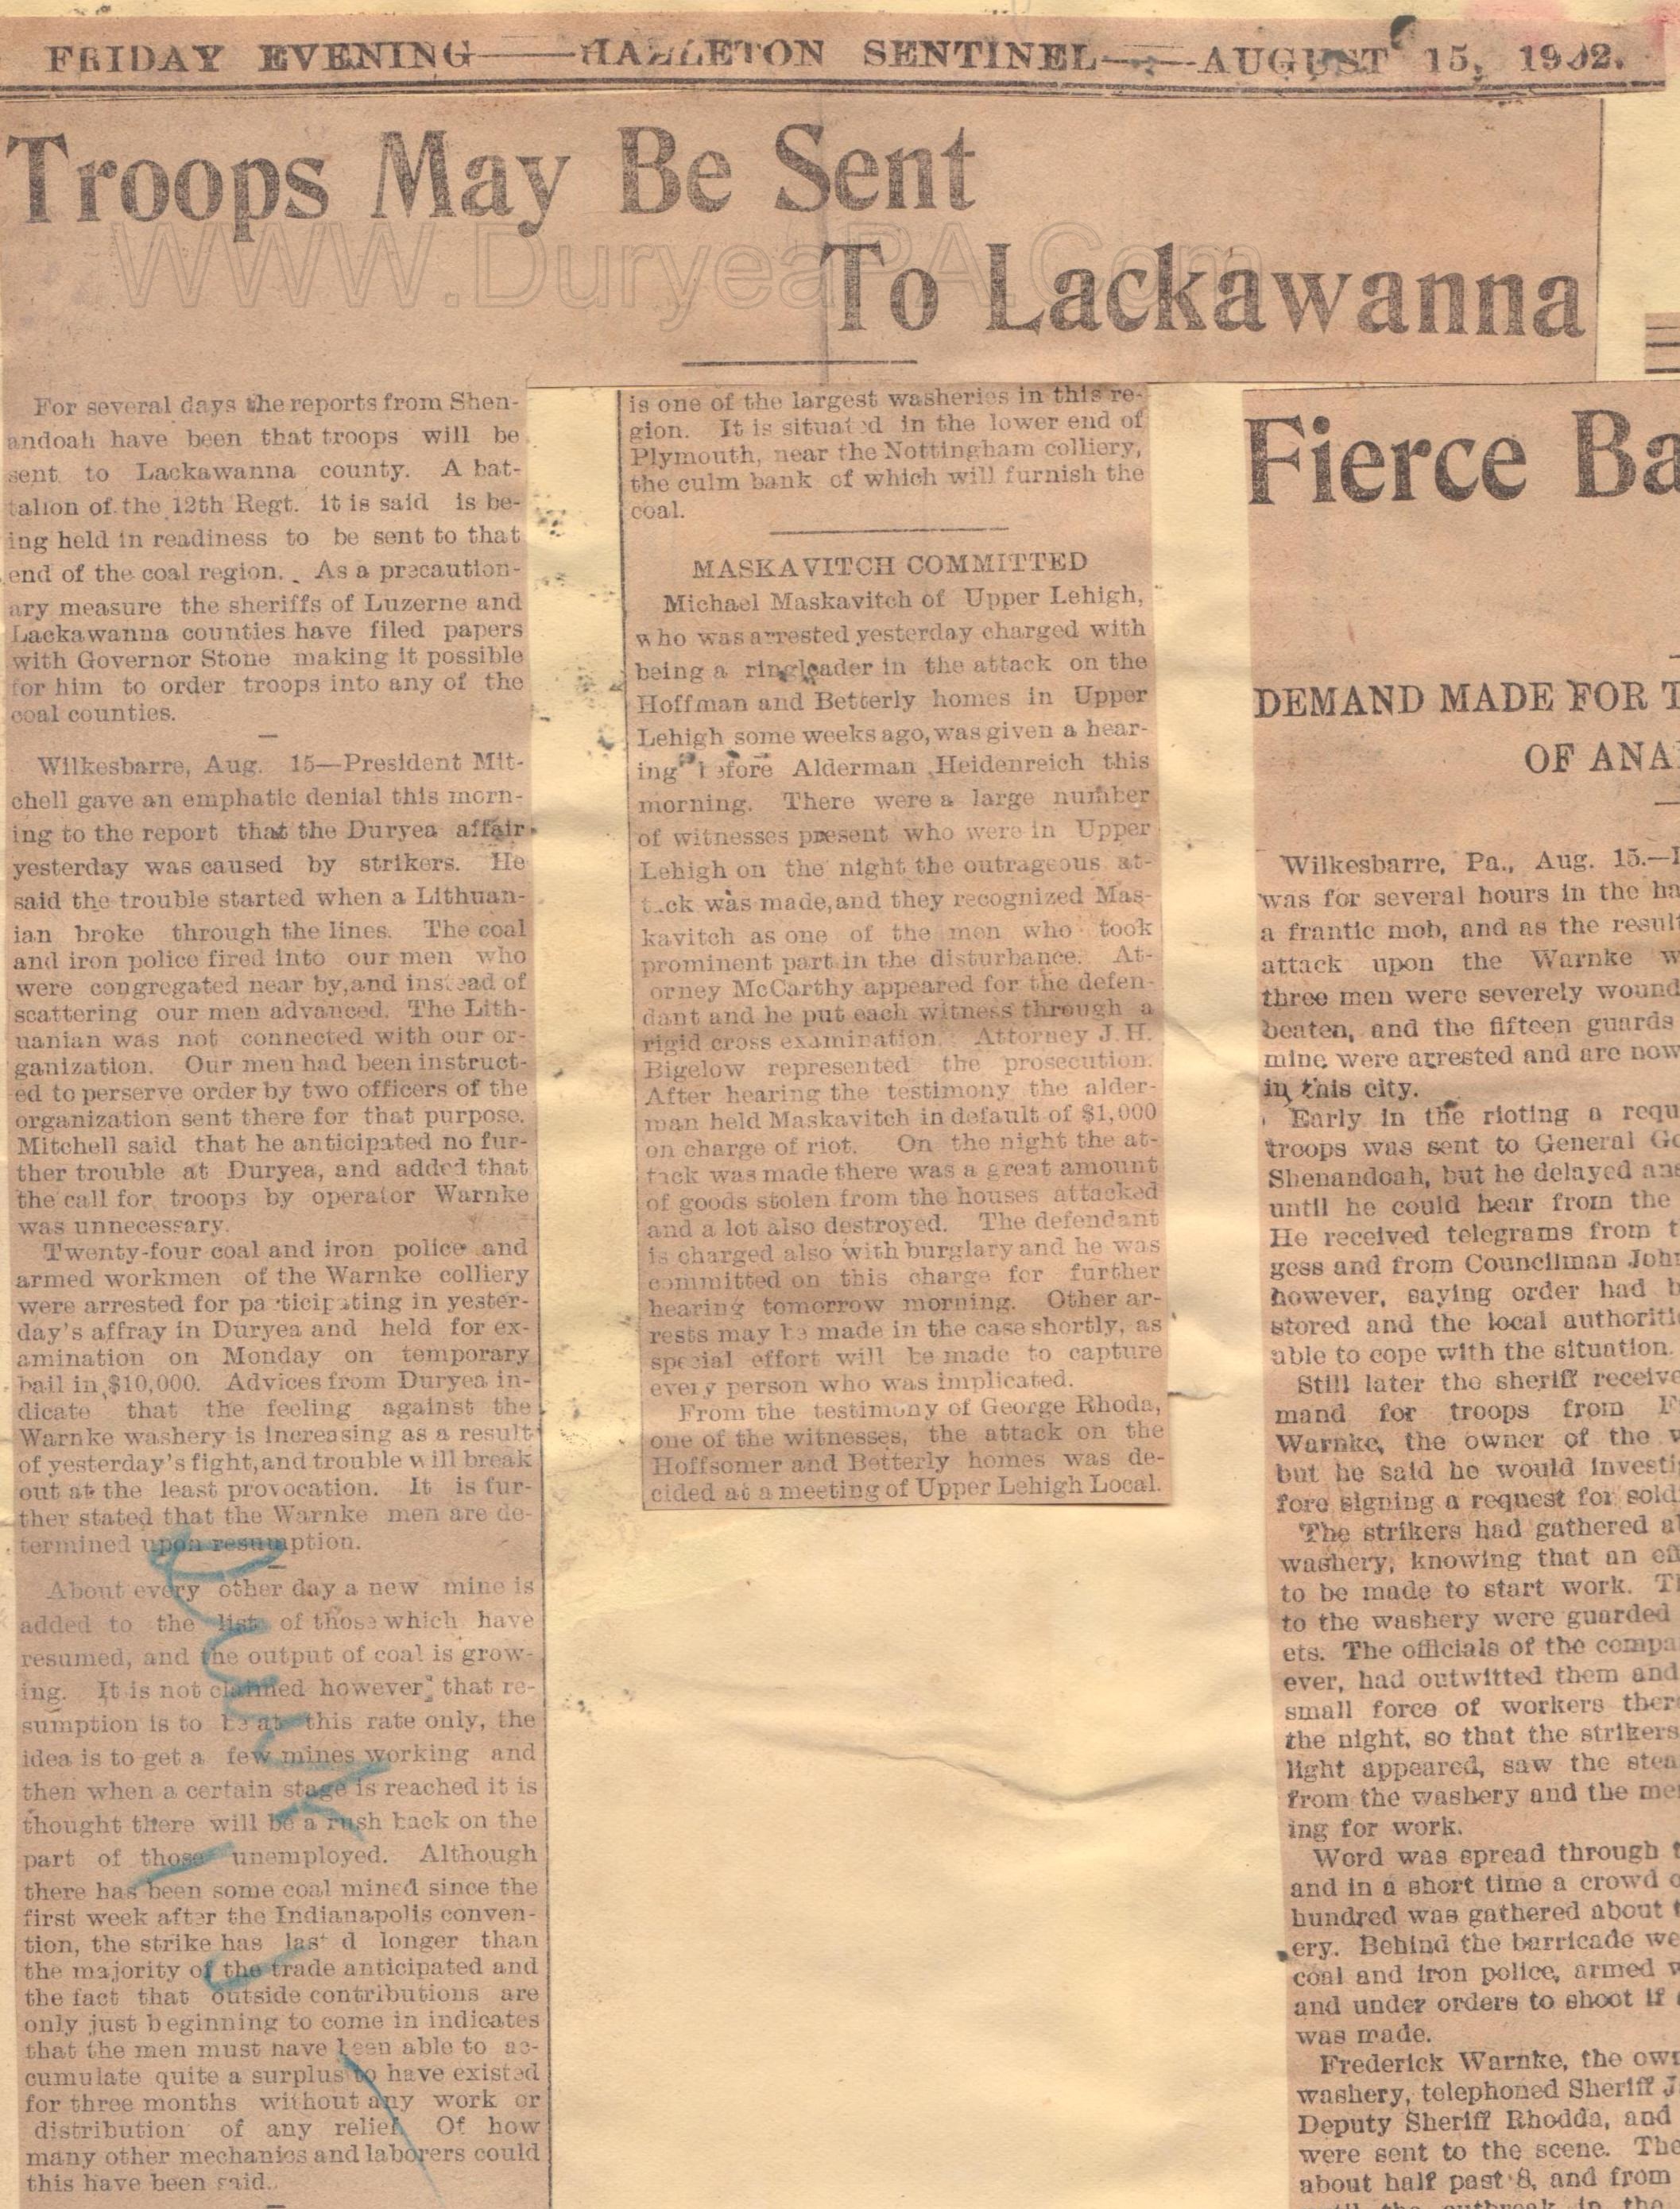 FRIDAY EVENING——HAZLETON SENTINEL——AUGUST 15, 1902.
Troops May Be Sent
To Lackawanna
WWW.DuryeaPA.Com
For several days the reports from Shen-
andoah have been that troops will be
sent to Lackawanna county. A bat-
talion of the 12th Regt. it is said is be-
ing held in readiness to be sent to that
end of the coal region. As a precaution-
ary measure the sheriffs of Luzerne and
Lackawanna counties have filed papers
with Governor Stone making it possible
for him to order troops into any of the
coal counties.
Wilkesbarre, Aug. 15—President Mit-
chell gave an emphatic denial this morn-
ing to the report that the Duryea affair
yesterday was caused by strikers. He
said the trouble started when a Lithuan-
ian broke through the lines. The coal
and iron police fired into our men who
were congregated near by, and instead of
scattering our men advanced. The Lith-
uanian was not connected with our or-
ganization. Our men had been instruct-
ed to perserve order by two officers of the
organization sent there for that purpose.
Mitchell said that he anticipated no fur-
ther trouble at Duryea, and added that
the call for troops by operator Warnke
was unnecessary.
Twenty-four coal and iron police and
armed workmen of the Warnke colliery
were arrested for participating in yester-
day's affray in Duryea and held for ex-
amination on Monday on temporary
bail in $10,000. Advices from Duryea in-
dicate that the feeling against the
Warnke washery is increasing as a result
of yesterday's fight, and trouble will break
out at the least provocation. It is fur-
ther stated that the Warnke men are de-
termined upon resumption.
About every other day a new mine is
added to the list of those which have
resumed, and the output of coal is grow-
ing. It is not claimed however, that re-
sumption is to be at this rate only, the
idea is to get a few mines working and
then when a certain stage is reached it is
thought there will be a rush back on the
part of those unemployed. Although
there has been some coal mined since the
first week after the Indianapolis conven-
tion, the strike has last d longer than
the majority of the trade anticipated and
the fact that outside contributions are
only just beginning to come in indicates
that the men must have been able to ac-
cumulate quite a surplus to have existed
for three months without any work or
distribution of any relief. Of how
many other mechanics and laborers could
this have been said.
is one of the largest washeries in this re-
gion. It is situated in the lower end of
Plymouth, near the Nottingham colliery,
the culm bank of which will furnish the
coal.
MASKAVITCH COMMITTED
Michael Maskavitch of Upper Lehigh,
who was arrested yesterday charged with
being a ringleader in the attack on the
Hoffman and Betterly homes in Upper
Lehigh some weeks ago, was given a hear-
ing before Alderman Heidenreich this
morning. There were a large number
of witnesses present who were in Upper
Lehigh on the night the outrageous at-
tack was made, and they recognized Mas-
kavitch as one of the men who took
prominent part in the disturbance. At-
orney McCarthy appeared for the defen-
dant and he put each witness through a
rigid cross examination. Attorney J. H.
Bigelow represented the prosecution.
After hearing the testimony the alder-
man held Maskavitch in default of $1,000
on charge of riot. On the night the at-
tack was made there was a great amount
of goods stolen from the houses attacked
and a lot also destroyed. The defendant
is charged also with burglary and he was
committed on this charge for further
hearing tomorrow morning. Other ar-
rests may be made in the case shortly, as
special effort will be made to capture
every person who was implicated.
From the testimony of George Rhoda,
one of the witnesses, the attack on the
Hoffsomer and Betterly homes was de-
cided at a meeting of Upper Lehigh Local.
Fierce Ba
DEMAND MADE FOR T
OF ANA
Wilkesbarre, Pa., Aug. 15.—
was for several hours in the ha
a frantic mob, and as the result
attack upon the Warnke w
three men were severely wound
beaten, and the fifteen guards
mine were arrested and are now
in this city.
Early in the rioting a requ
troops was sent to General Go
Shenandoah, but he delayed ans
until he could hear from the
He received telegrams from t
gess and from Councilman John
however, saying order had b
stored and the local authoriti
able to cope with the situation.
Still later the sheriff receive
mand for troops from F
Warnke, the owner of the w
but he said he would investi
fore signing a request for sold
The strikers had gathered a
washery, knowing that an eff
to be made to start work. Th
to the washery were guarded
ets. The officials of the compa
ever, had outwitted them and
small force of workers ther
the night, so that the strikers
light appeared, saw the stea
from the washery and the me
ing for work.
Word was spread through t
and in a short time a crowd o
hundred was gathered about t
ery. Behind the barricade we
coal and iron police, armed w
and under orders to shoot if
was made.
Frederick Warnke, the own
washery, telephoned Sheriff J
Deputy Sheriff Rhodda, and
were sent to the scene. The
about half past 8, and from
until the outbreak in the